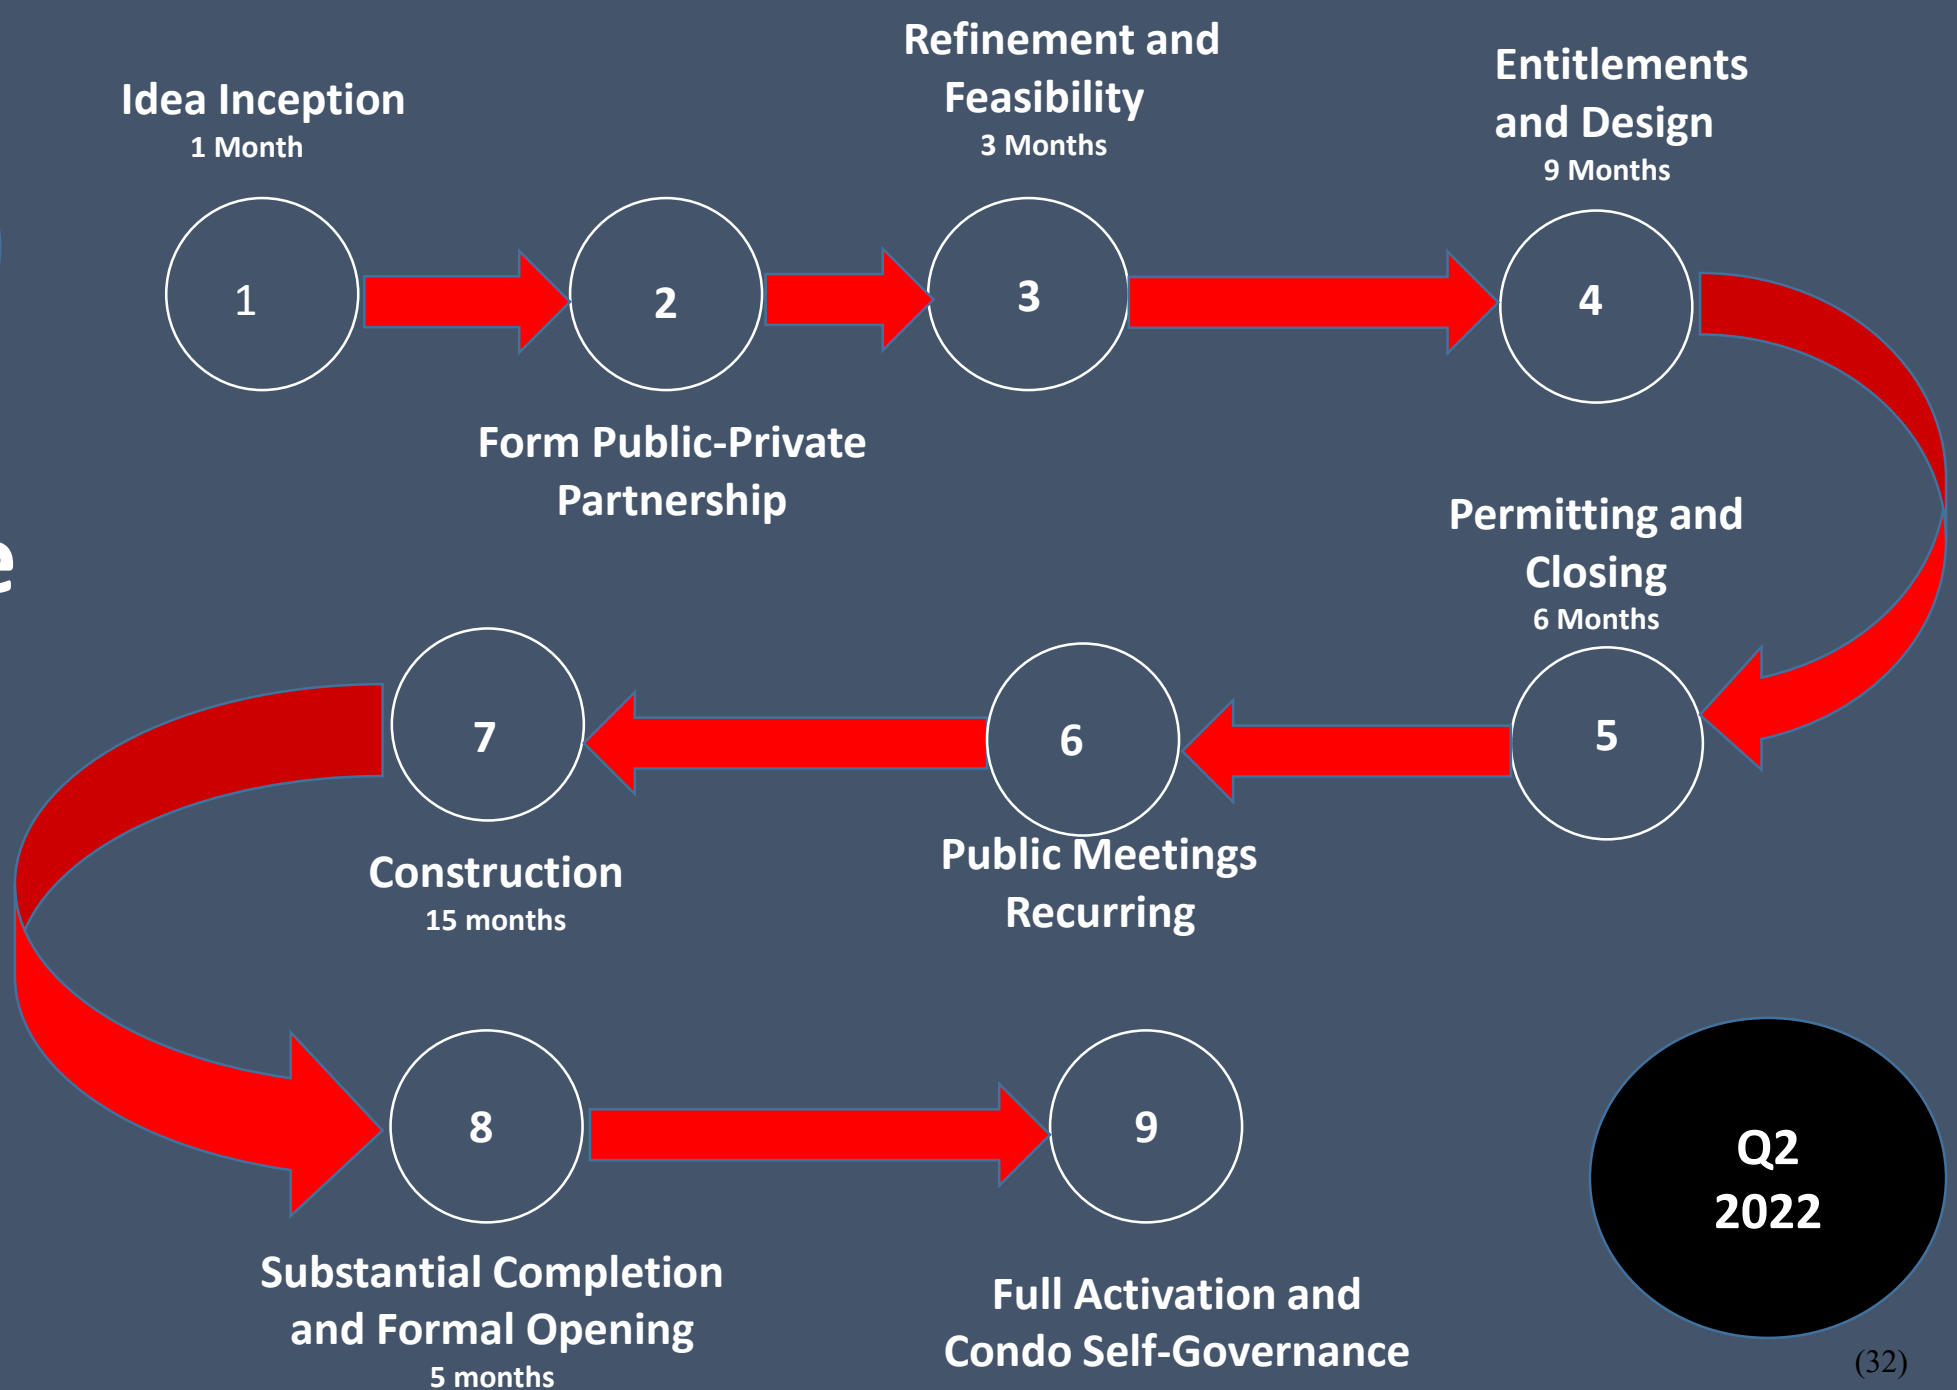 Idea Inception
1 Month
1
2
Form Public-Private
Partnership
Refinement and
Feasibility
3 Months
3
Entitlements
and Design
9 Months
4
e
Permitting and
Closing
6 Months
5
6
Public Meetings
Recurring
7
Construction
15 months
8
Substantial Completion
and Formal Opening
5 months
9
Full Activation and
Condo Self-Governance
Q2
2022
(32)